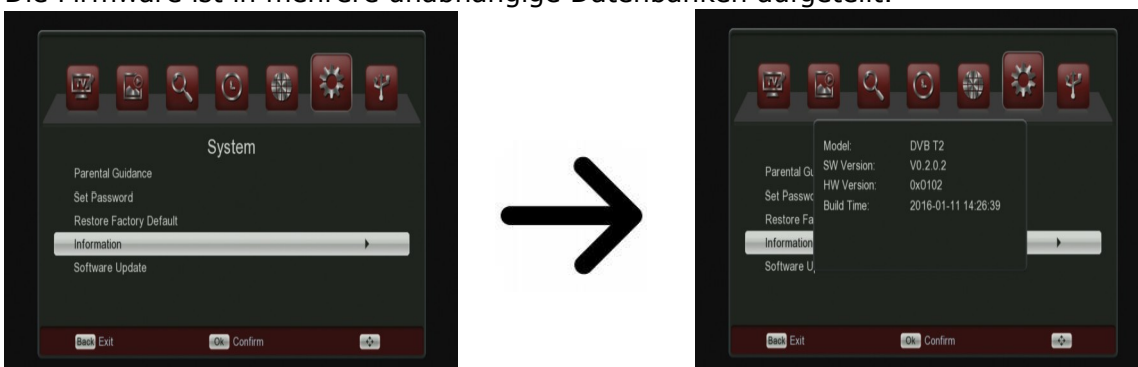 Die Firmware ist in mehrere unabhängige Datenbanken aufgeteilt.
System
Parental Guidance
Set Password
Restore Factory Default
Information
Software Update
Back Exit
Ok Confirm
Model: DVB T2
SW Version: V0.2.0.2
HW Version: 0x0102
Build Time: 2016-01-11 14:26:39
Parental Gu
Set Passwo
Restore Fa
Information
Software U
Back Exit
Ok Confirm